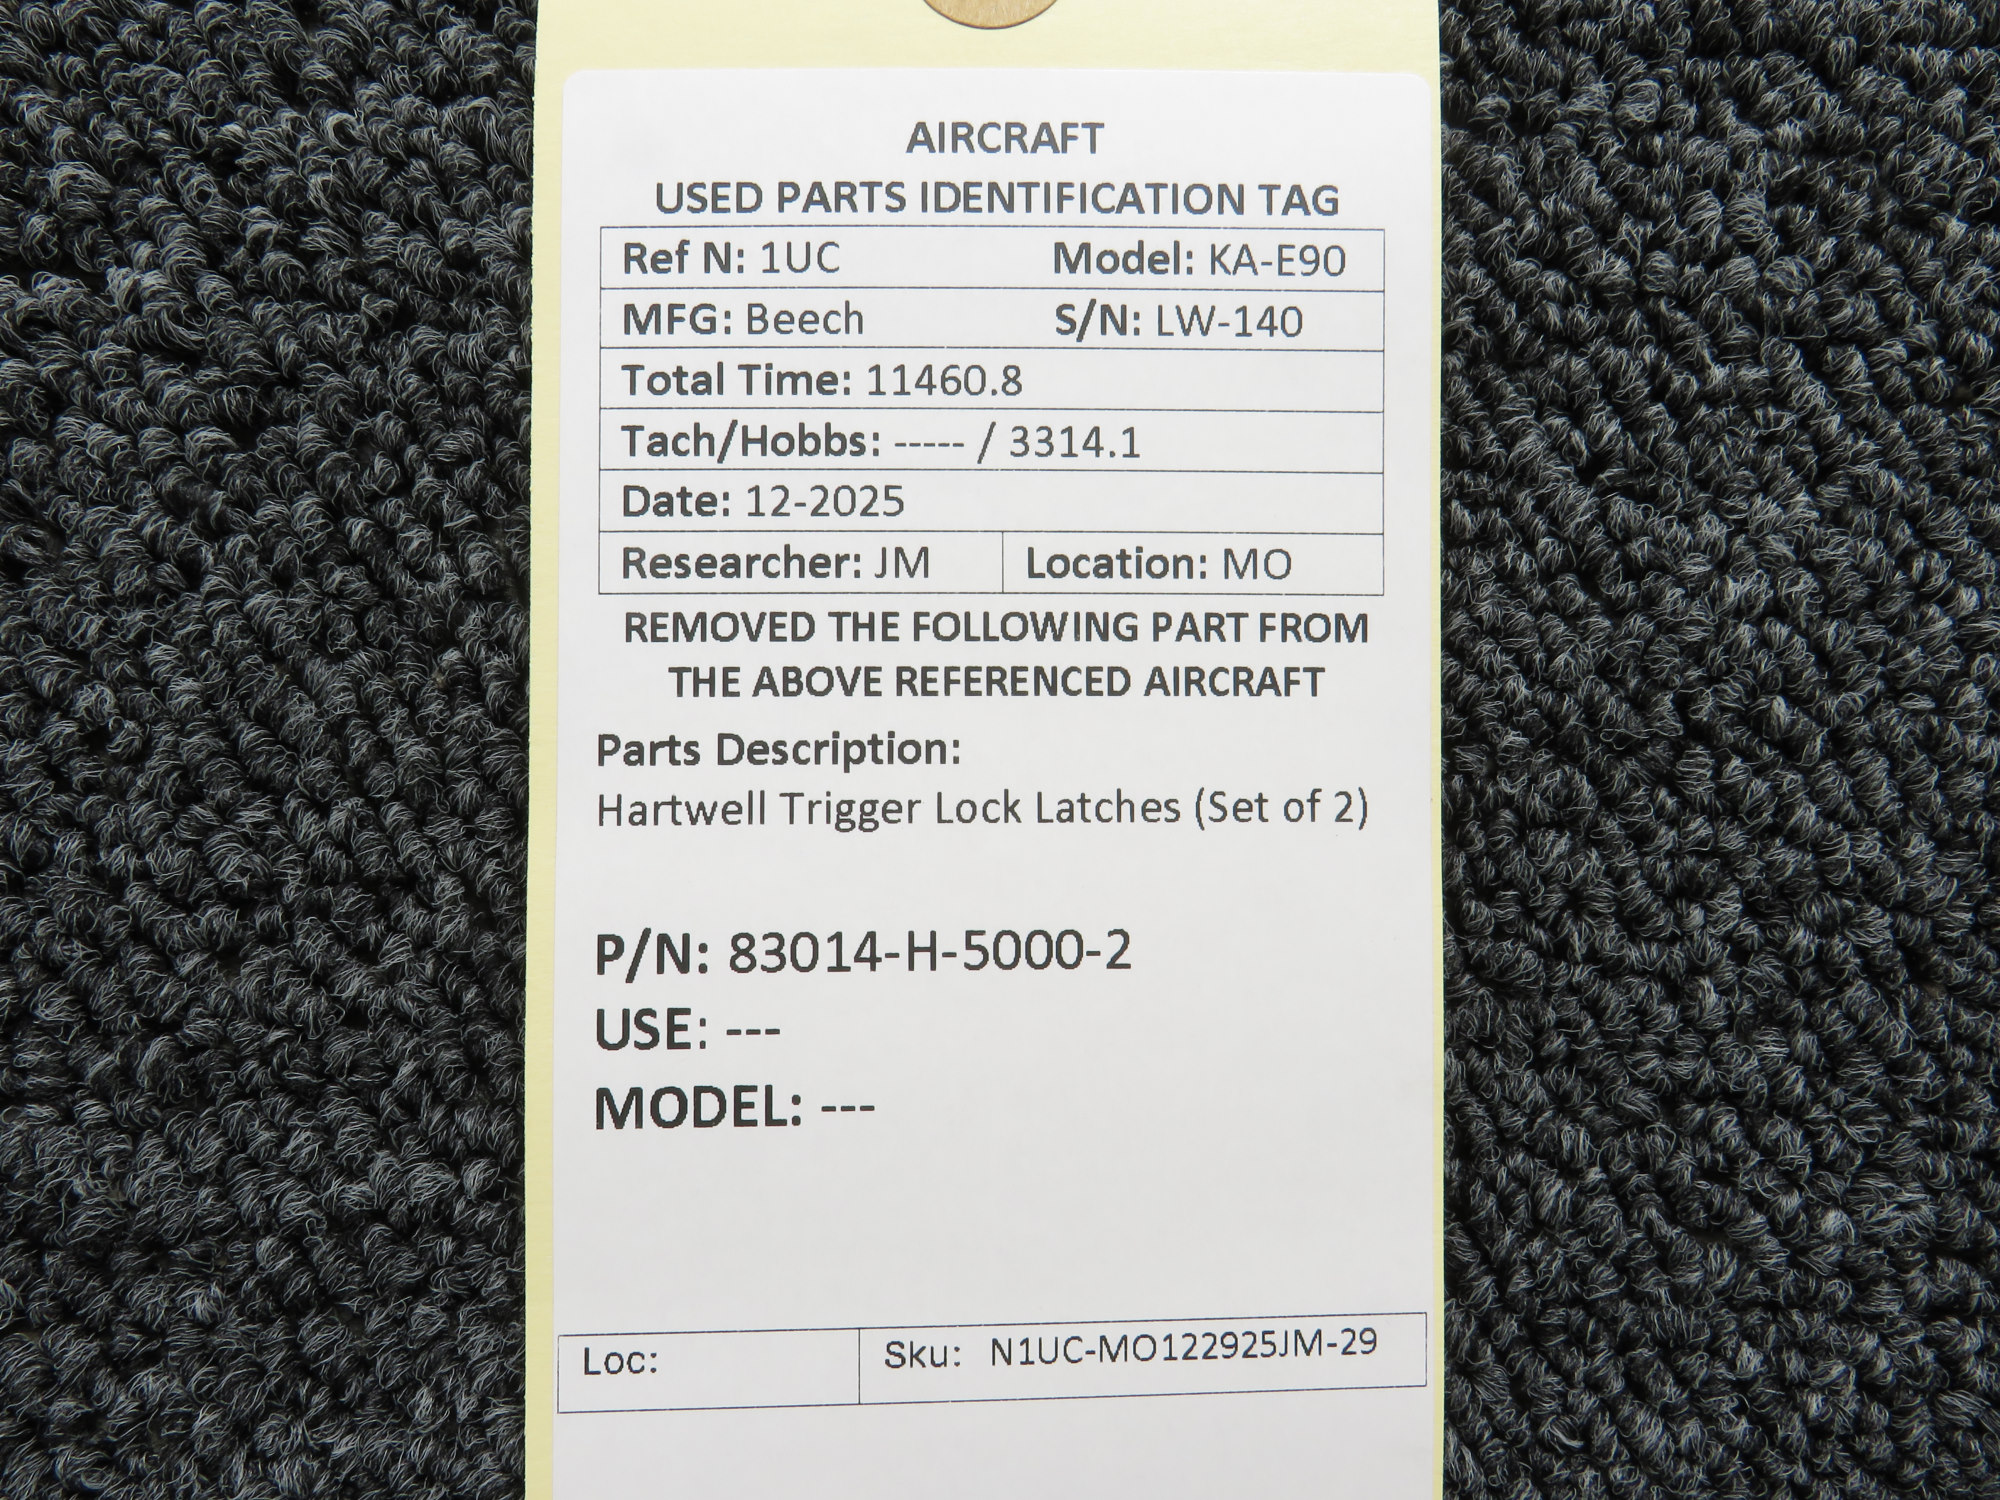 AIRCRAFT
USED PARTS IDENTIFICATION TAG
Ref N: 1UC Model: KA-E90
MFG: Beech S/N: LW-140
Total Time: 11460.8
Tach/Hobbs: ----- / 3314.1
Date: 12-2025
Researcher: JM Location: MO
REMOVED THE FOLLOWING PART FROM
THE ABOVE REFERENCED AIRCRAFT
Parts Description:
Hartwell Trigger Lock Latches (Set of 2)
P/N: 83014-H-5000-2
USE: ---
MODEL: ---
Loc: Sku: N1UC-MO122925JM-29